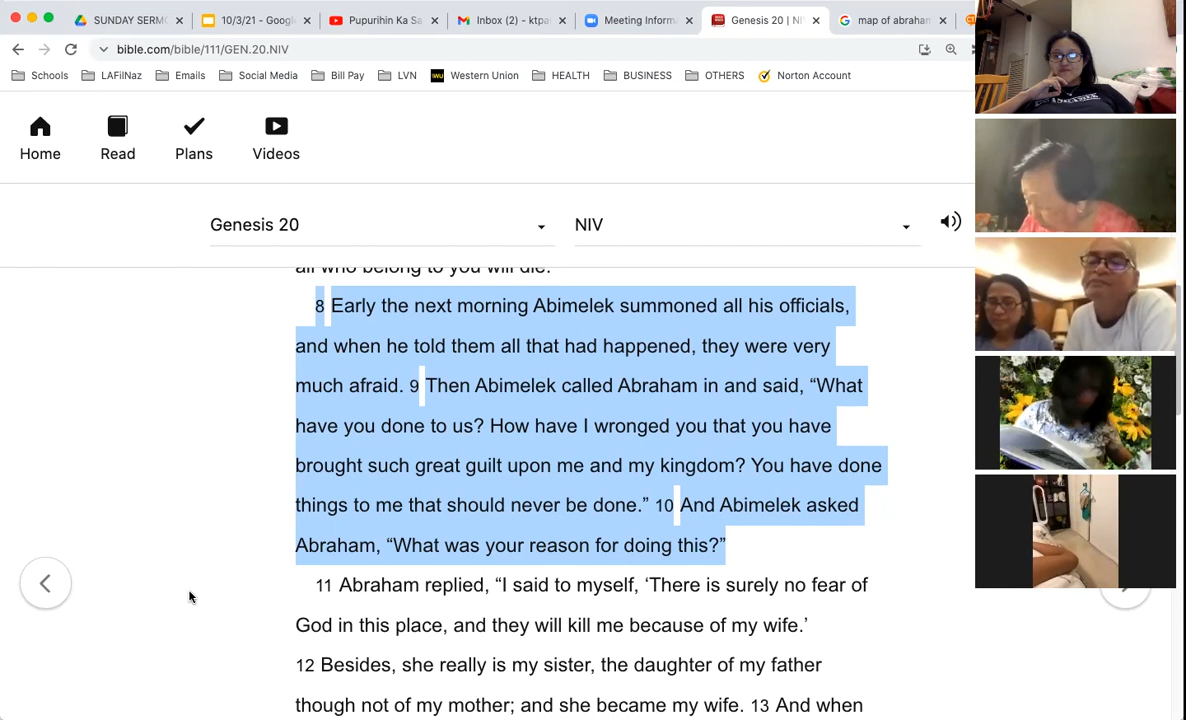 SUNDAY SERM
10/3/21 - Goog
Pupurihin Ka Sa
Inbox (2) - ktpa
Meeting Inform
Genesis 20 | NI
map of abraham
bible.com/bible/111/GEN.20.NIV
Schools LAFilNaz Emails Social Media Bill Pay LVN WU Western Union HEALTH BUSINESS OTHERS Norton Account
Home Read Plans Videos
Genesis 20 NIV
all who belong to you will die.
8 Early the next morning Abimelek summoned all his officials,
and when he told them all that had happened, they were very
much afraid. 9 Then Abimelek called Abraham in and said, “What
have you done to us? How have I wronged you that you have
brought such great guilt upon me and my kingdom? You have done
things to me that should never be done.” 10 And Abimelek asked
Abraham, “What was your reason for doing this?”
11 Abraham replied, “I said to myself, ‘There is surely no fear of
God in this place, and they will kill me because of my wife.’
12 Besides, she really is my sister, the daughter of my father
though not of my mother; and she became my wife. 13 And when